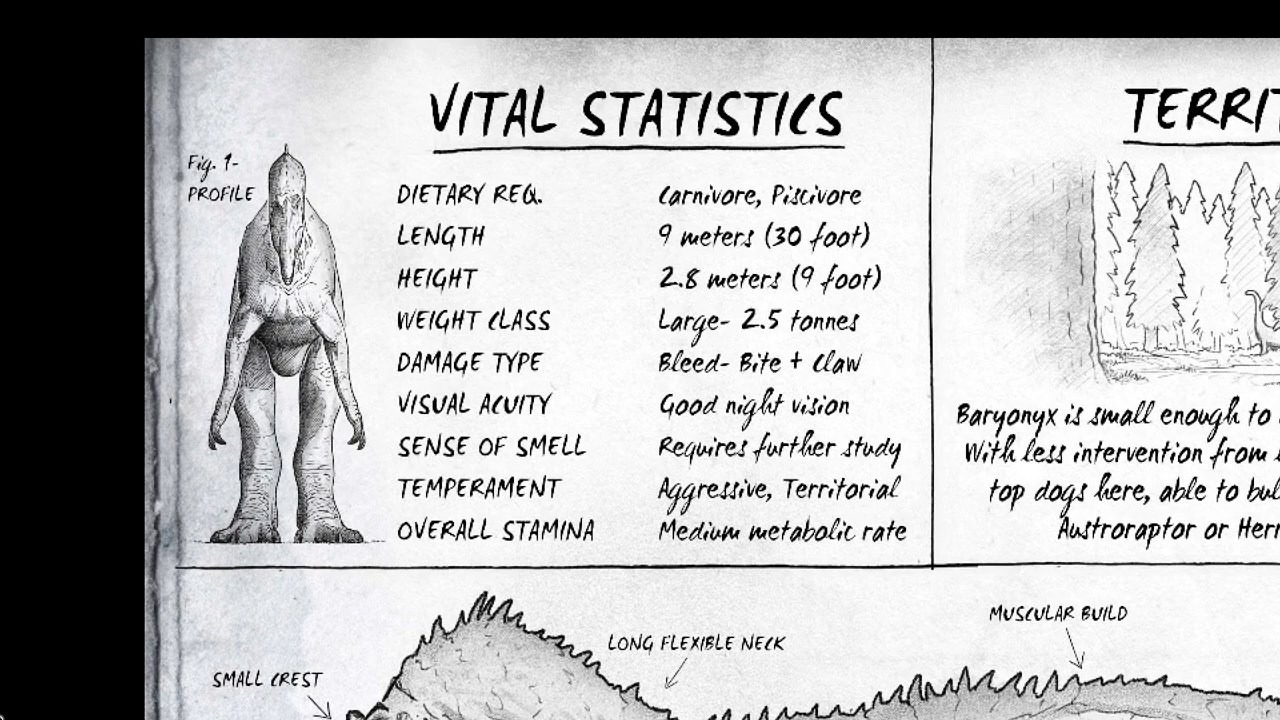 VITAL STATISTICS
Fig. 1-
PROFILE
DIETARY REQ. Carnivore, Piscivore
LENGTH 9 meters (30 foot)
HEIGHT 2.8 meters (9 foot)
WEIGHT CLASS Large- 2.5 tonnes
DAMAGE TYPE Bleed- Bite + Claw
VISUAL ACUITY Good night vision
SENSE OF SMELL Requires further study
TEMPERAMENT Aggressive, Territorial
OVERALL STAMINA Medium metabolic rate
TERRIT
Baryonyx is small enough to
With less intervention from
top dogs here, able to bul
Austroraptor or Herr
MUSCULAR BUILD
LONG FLEXIBLE NECK
SMALL CREST